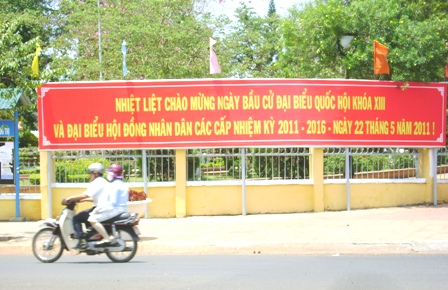 NHIỆT LIỆT CHÀO MỪNG NGÀY BẦU CỬ ĐẠI BIỂU QUỐC HỘI KHÓA XIII
VÀ ĐẠI BIỂU HỘI ĐỒNG NHÂN DÂN CÁC CẤP NHIỆM KỲ 2011 - 2016 - NGÀY 22 THÁNG 5 NĂM 2011 !